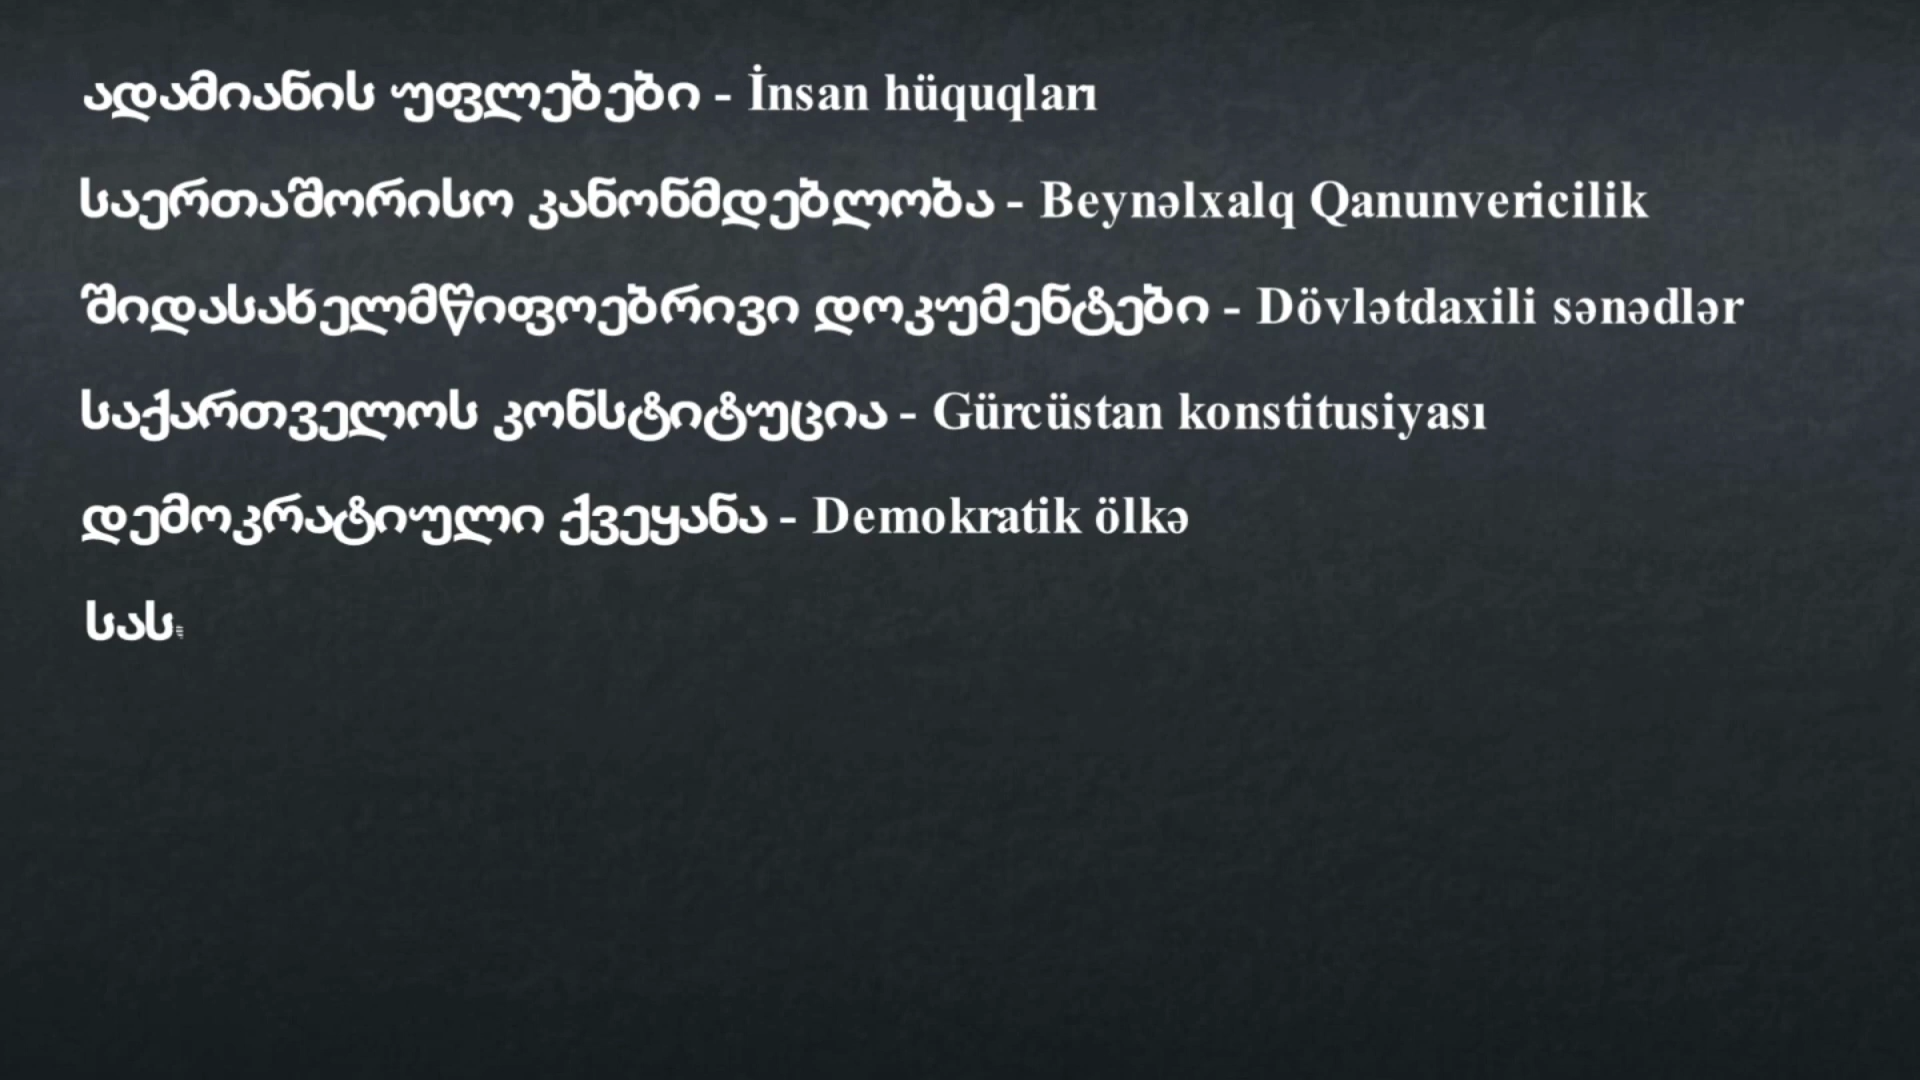 ადამიანის უფლებები - İnsan hüquqları
საერთაშორისო კანონმდებლობა - Beynəlxalq Qanunvericilik
შიდასახელმწიფოებრივი დოკუმენტები - Dövlətdaxili sənədlər
საქართველოს კონსტიტუცია - Gürcüstan konstitusiyası
დემოკრატიული ქვეყანა - Demokratik ölkə
სას